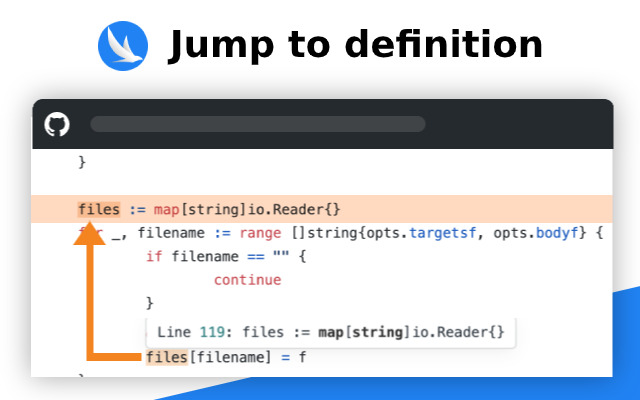 Jump to definition
}
files := map[string]io.Reader{}
for _, filename := range []string{opts.targetsf, opts.bodyf} {
if filename == "" {
continue
}
Line 119: files := map[string]io.Reader{}
files[filename] = f
}